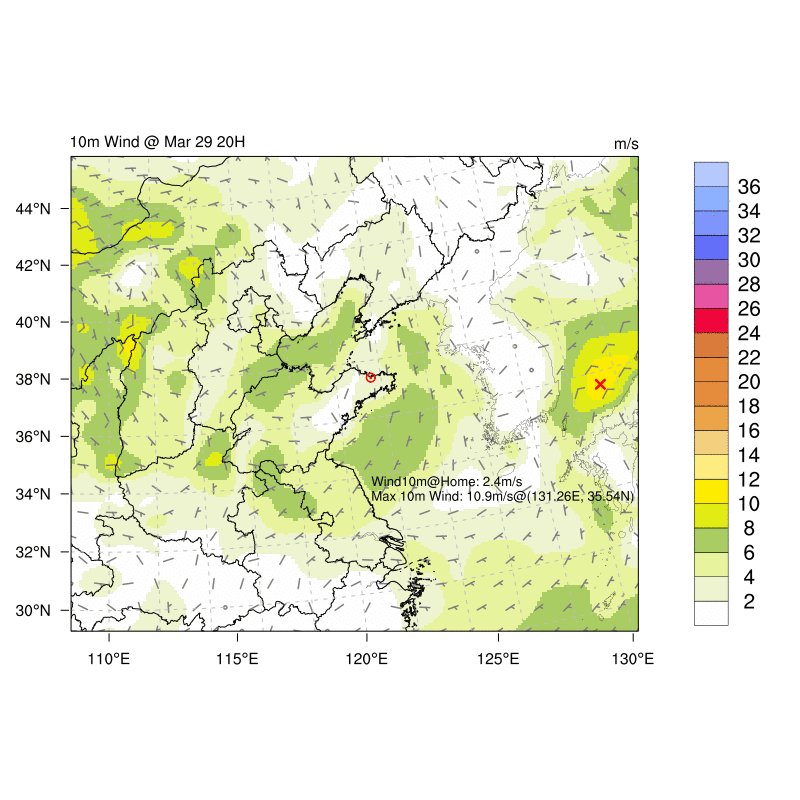 10m Wind @ Mar 29 20H
m/s
44°N
42°N
40°N
38°N
36°N
34°N
32°N
30°N
110°E
115°E
120°E
125°E
130°E
Wind10m@Home: 2.4m/s
Max 10m Wind: 10.9m/s@(131.26E, 35.54N)
36
34
32
30
28
26
24
22
20
18
16
14
12
10
8
6
4
2